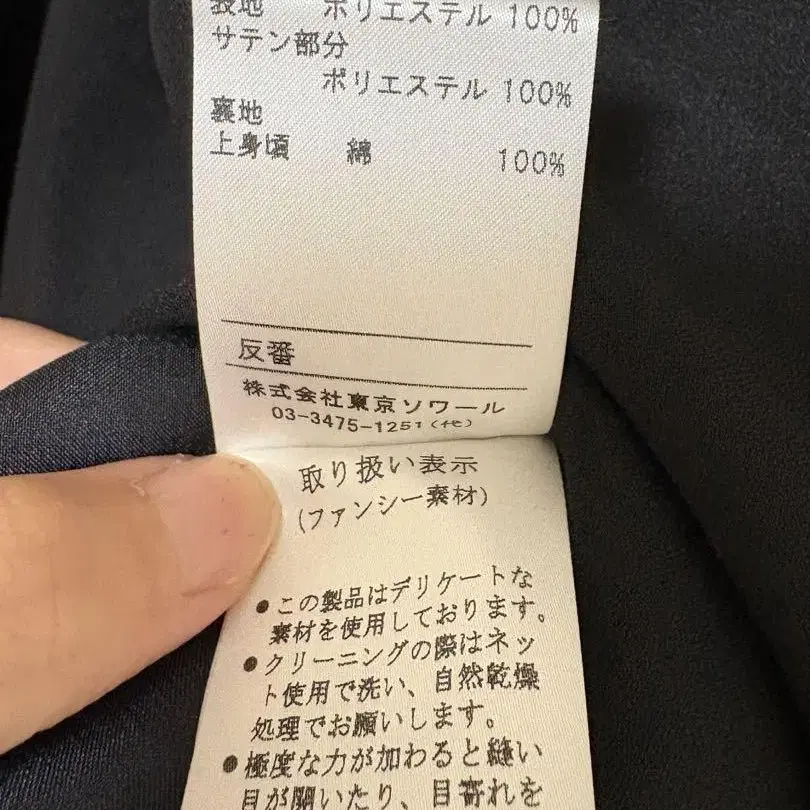 表地 ポリエステル 100%
サテン部分
ポリエステル 100%
裏地
上身頃 綿 100%
反番
株式会社東京ソワール
03-3475-1251(代)
取り扱い表示
(ファンシー素材)
●この製品はデリケートな
素材を使用しております。
●クリーニングの際はネッ
ト使用で洗い、自然乾燥
処理でお願いします。
●極度な力が加わると縫い
目が開いたり、目寄れを